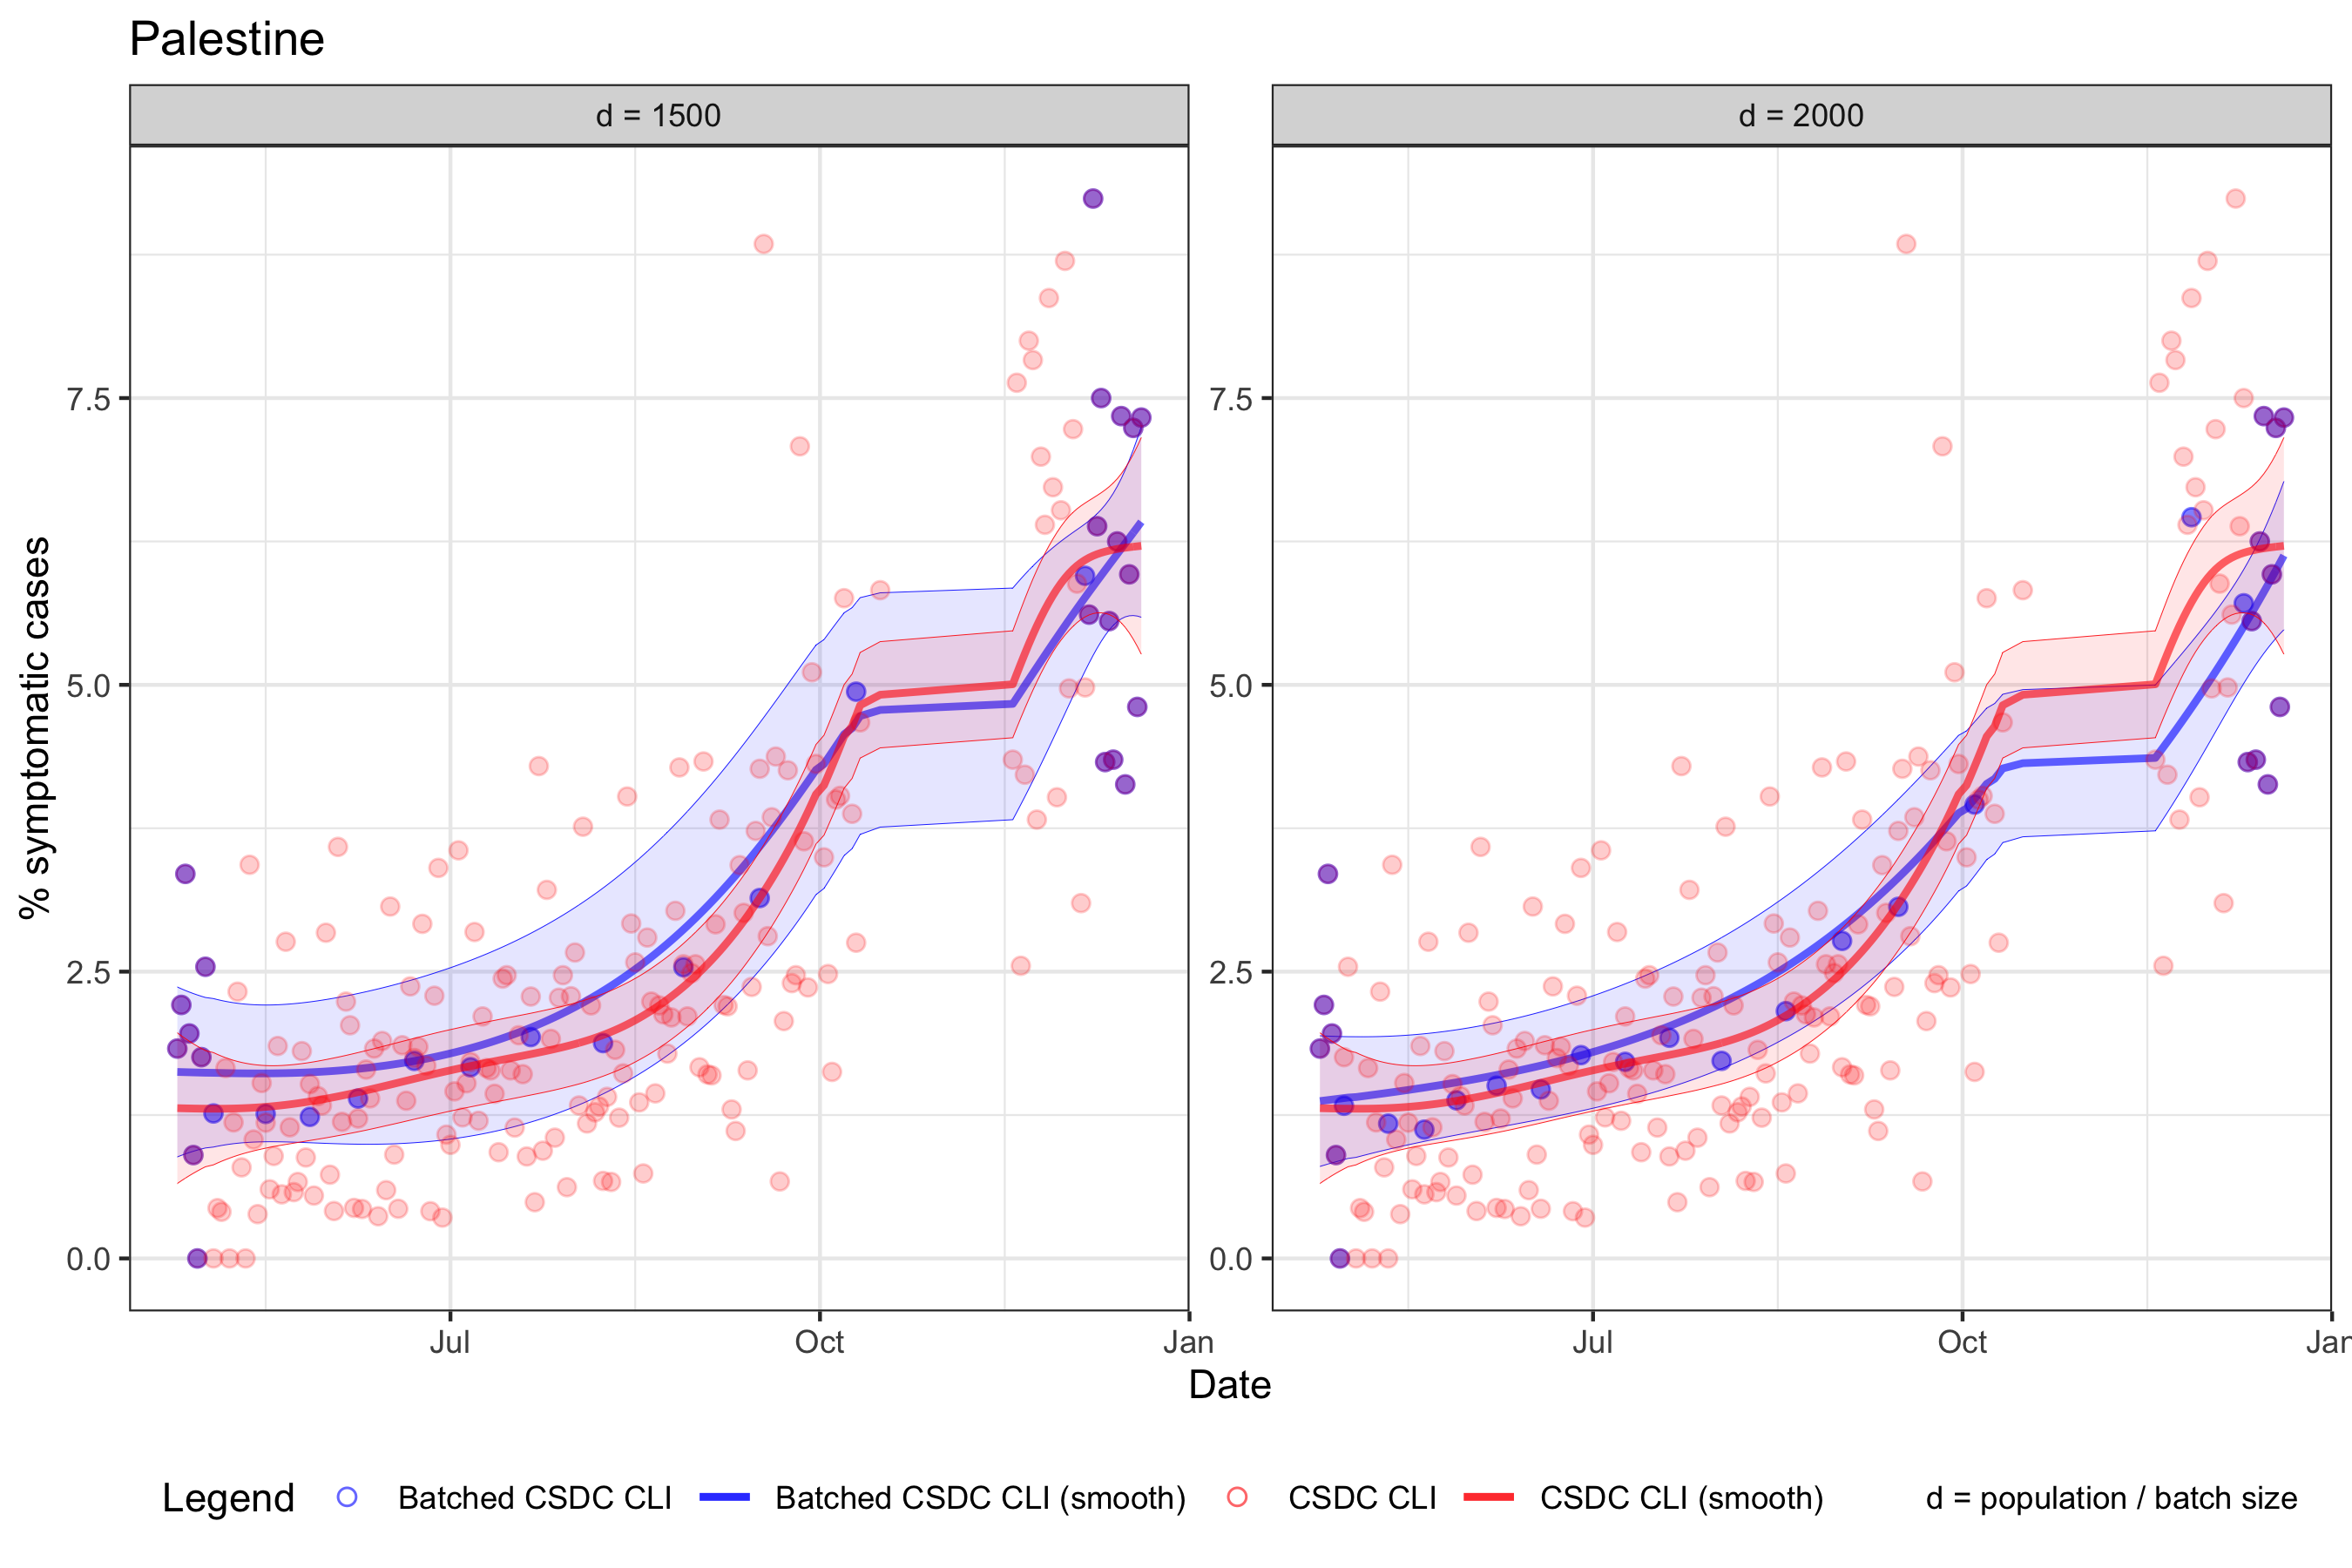 Palestine
d = 1500
d = 2000
% symptomatic cases
7.5
5.0
2.5
0.0
7.5
5.0
2.5
0.0
Jul
Oct
Jan
Jul
Oct
Jan
Date
Legend Batched CSDC CLI Batched CSDC CLI (smooth) CSDC CLI CSDC CLI (smooth) d = population / batch size